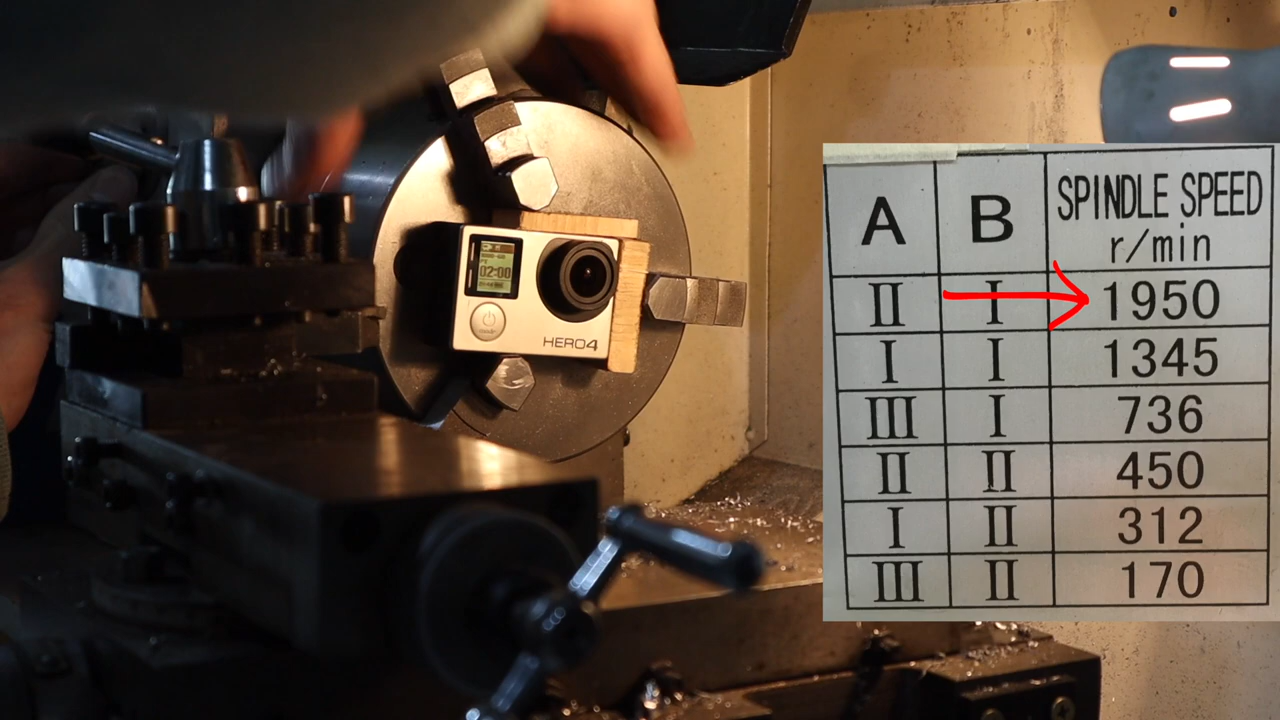 02:00
HERO4
A B SPINDLE SPEED
r/min
II I 1950
I I 1345
III I 736
II II 450
I II 312
III II 170